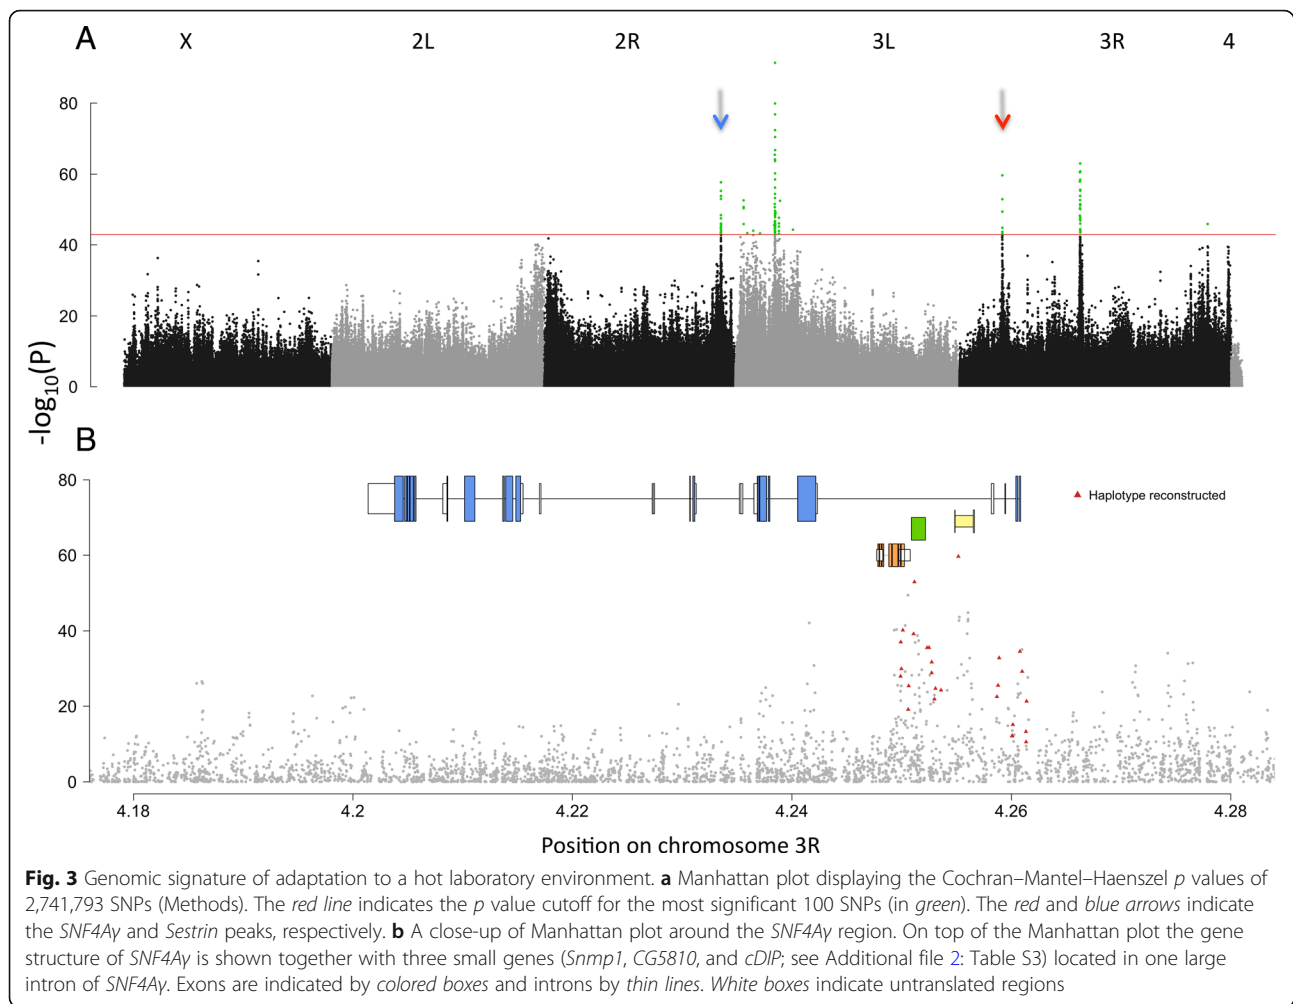 A
X 2L 2R 3L 3R 4
80
60
40
20
0
-log10(P)
B
80
60
40
20
0
Haplotype reconstructed
4.18 4.2 4.22 4.24 4.26 4.28
Position on chromosome 3R
Fig. 3 Genomic signature of adaptation to a hot laboratory environment. a Manhattan plot displaying the Cochran–Mantel–Haenszel p values of
2,741,793 SNPs (Methods). The red line indicates the p value cutoff for the most significant 100 SNPs (in green). The red and blue arrows indicate
the SNF4Aγ and Sestrin peaks, respectively. b A close-up of Manhattan plot around the SNF4Aγ region. On top of the Manhattan plot the gene
structure of SNF4Aγ is shown together with three small genes (Snmp1, CG5810, and cDIP; see Additional file 2: Table S3) located in one large
intron of SNF4Aγ. Exons are indicated by colored boxes and introns by thin lines. White boxes indicate untranslated regions